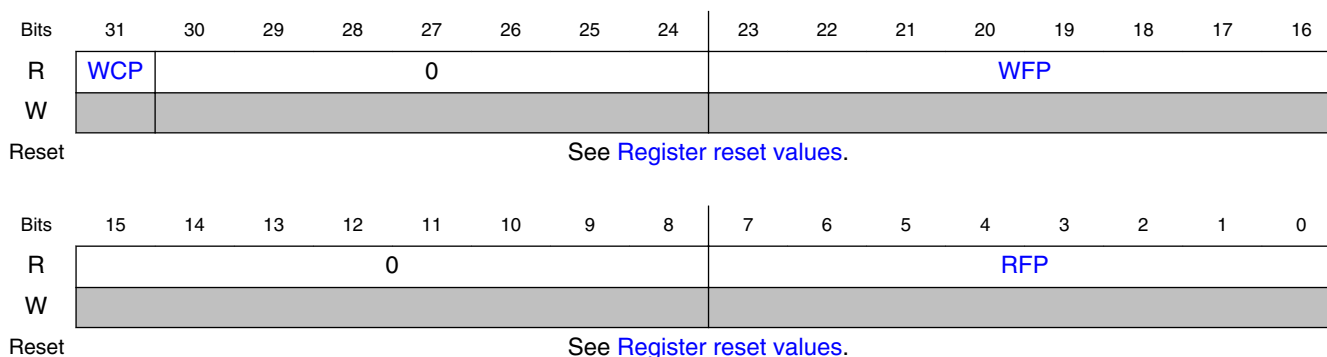 Bits 31 30 29 28 27 26 25 24 23 22 21 20 19 18 17 16
R WCP 0 WFP
W
Reset See Register reset values.
Bits 15 14 13 12 11 10 9 8 7 6 5 4 3 2 1 0
R 0 RFP
W
Reset See Register reset values.